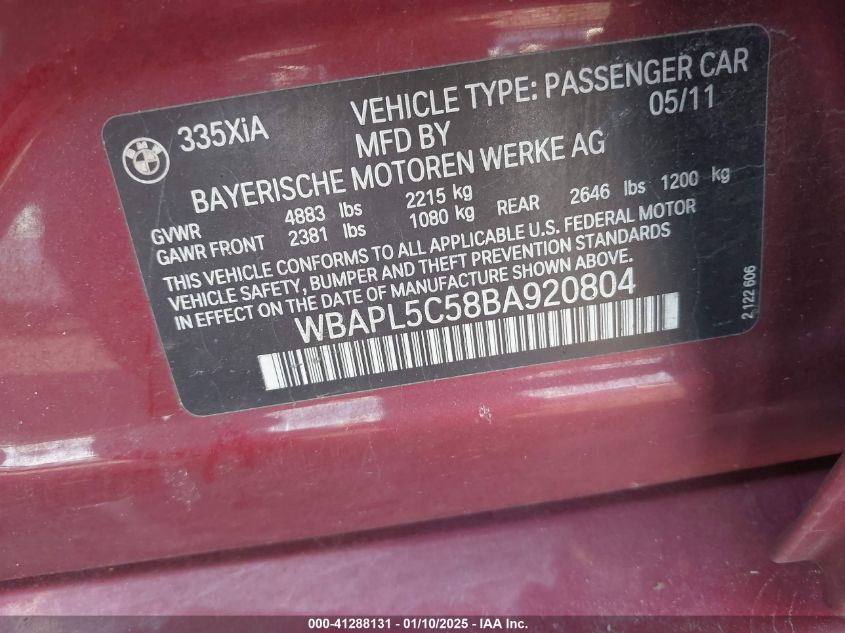 BMW
335XiA
VEHICLE TYPE: PASSENGER CAR
MFD BY 05/11
BAYERISCHE MOTOREN WERKE AG
GVWR 4883 lbs 2215 kg
GAWR FRONT 2381 lbs 1080 kg REAR 2646 lbs 1200 kg
THIS VEHICLE CONFORMS TO ALL APPLICABLE U.S. FEDERAL MOTOR
VEHICLE SAFETY, BUMPER AND THEFT PREVENTION STANDARDS
IN EFFECT ON THE DATE OF MANUFACTURE SHOWN ABOVE.
WBAPL5C58BA920804
2 122 606
000-41288131 - 01/10/2025 - IAA Inc.